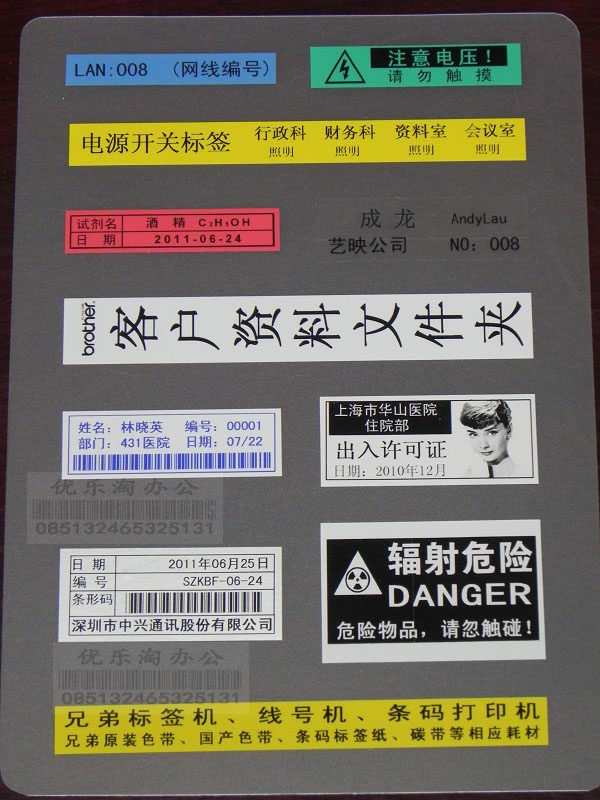 LAN:008 (网线编号)
注意电压!
请勿触摸
电源开关标签 行政科 财务科 资料室 会议室
照明 照明 照明 照明
试剂名 酒精 C₂H₅OH
日期 2011-06-24
成龙 AndyLau
艺映公司 NO: 008
brother
客户资料文件夹
姓名: 林晓英 编号: 00001
部门: 431医院 日期: 07/22
上海市华山医院
住院部
出入许可证
日期: 2010年12月
优乐淘办公
085132465325131
日期 2011年06月25日
编号 SZKBF-06-24
条形码
深圳市中兴通讯股份有限公司
辐射危险
DANGER
危险物品，请忽触碰!
优乐淘办公
085132465325131
兄弟标签机、线号机、条码打印机
兄弟原装色带、国产色带、条码标签纸、碳带等相应耗材